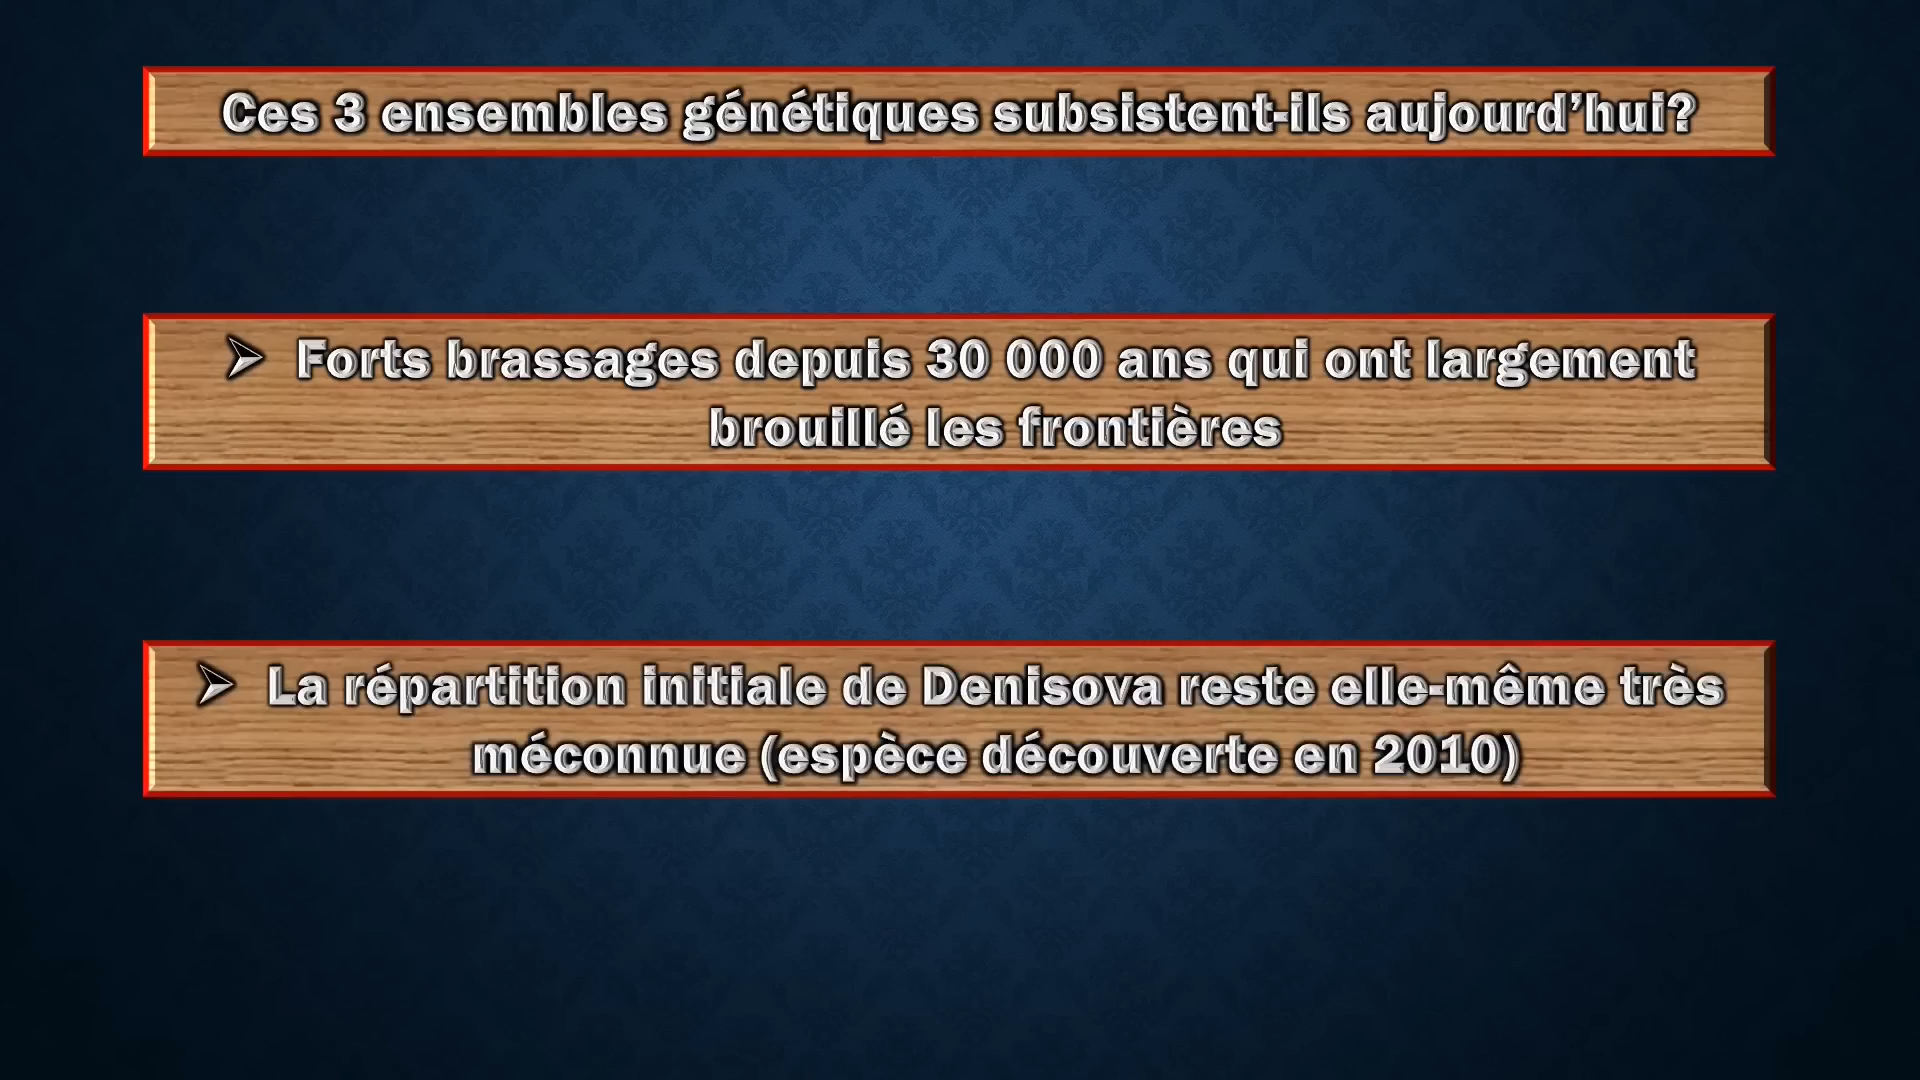 Ces 3 ensembles génétiques subsistent-ils aujourd’hui?
➢ Forts brassages depuis 30 000 ans qui ont largement
brouillé les frontières
➢ La répartition initiale de Denisova reste elle-même très
méconnue (espèce découverte en 2010)